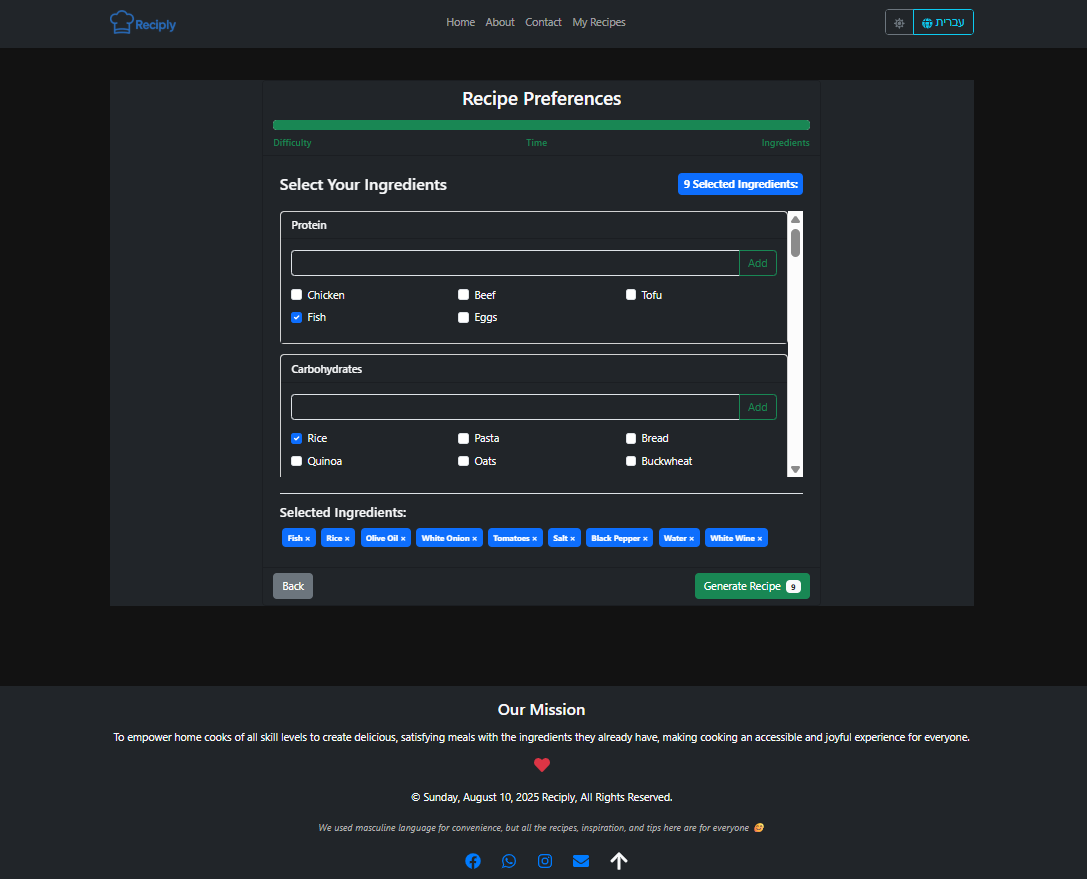 Reciply Home About Contact My Recipes עברית
Recipe Preferences
Difficulty Time Ingredients
Select Your Ingredients 9 Selected Ingredients:
Protein
Add
Chicken Beef Tofu
Fish Eggs
Carbohydrates
Add
Rice Pasta Bread
Quinoa Oats Buckwheat
Selected Ingredients:
Fish × Rice × Olive Oil × White Onion × Tomatoes × Salt × Black Pepper × Water × White Wine ×
Back Generate Recipe 9
Our Mission
To empower home cooks of all skill levels to create delicious, satisfying meals with the ingredients they already have, making cooking an accessible and joyful experience for everyone.
© Sunday, August 10, 2025 Reciply, All Rights Reserved.
We used masculine language for convenience, but all the recipes, inspiration, and tips here are for everyone